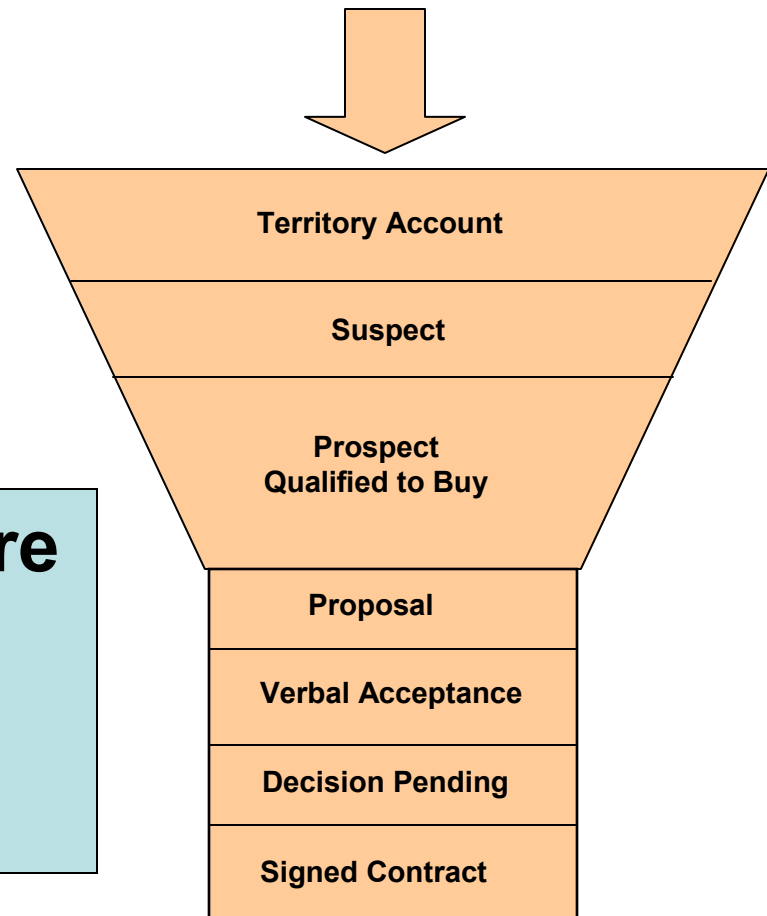 Territory Account
Suspect
Prospect
Qualified to Buy
re
Proposal
Verbal Acceptance
Decision Pending
Signed Contract